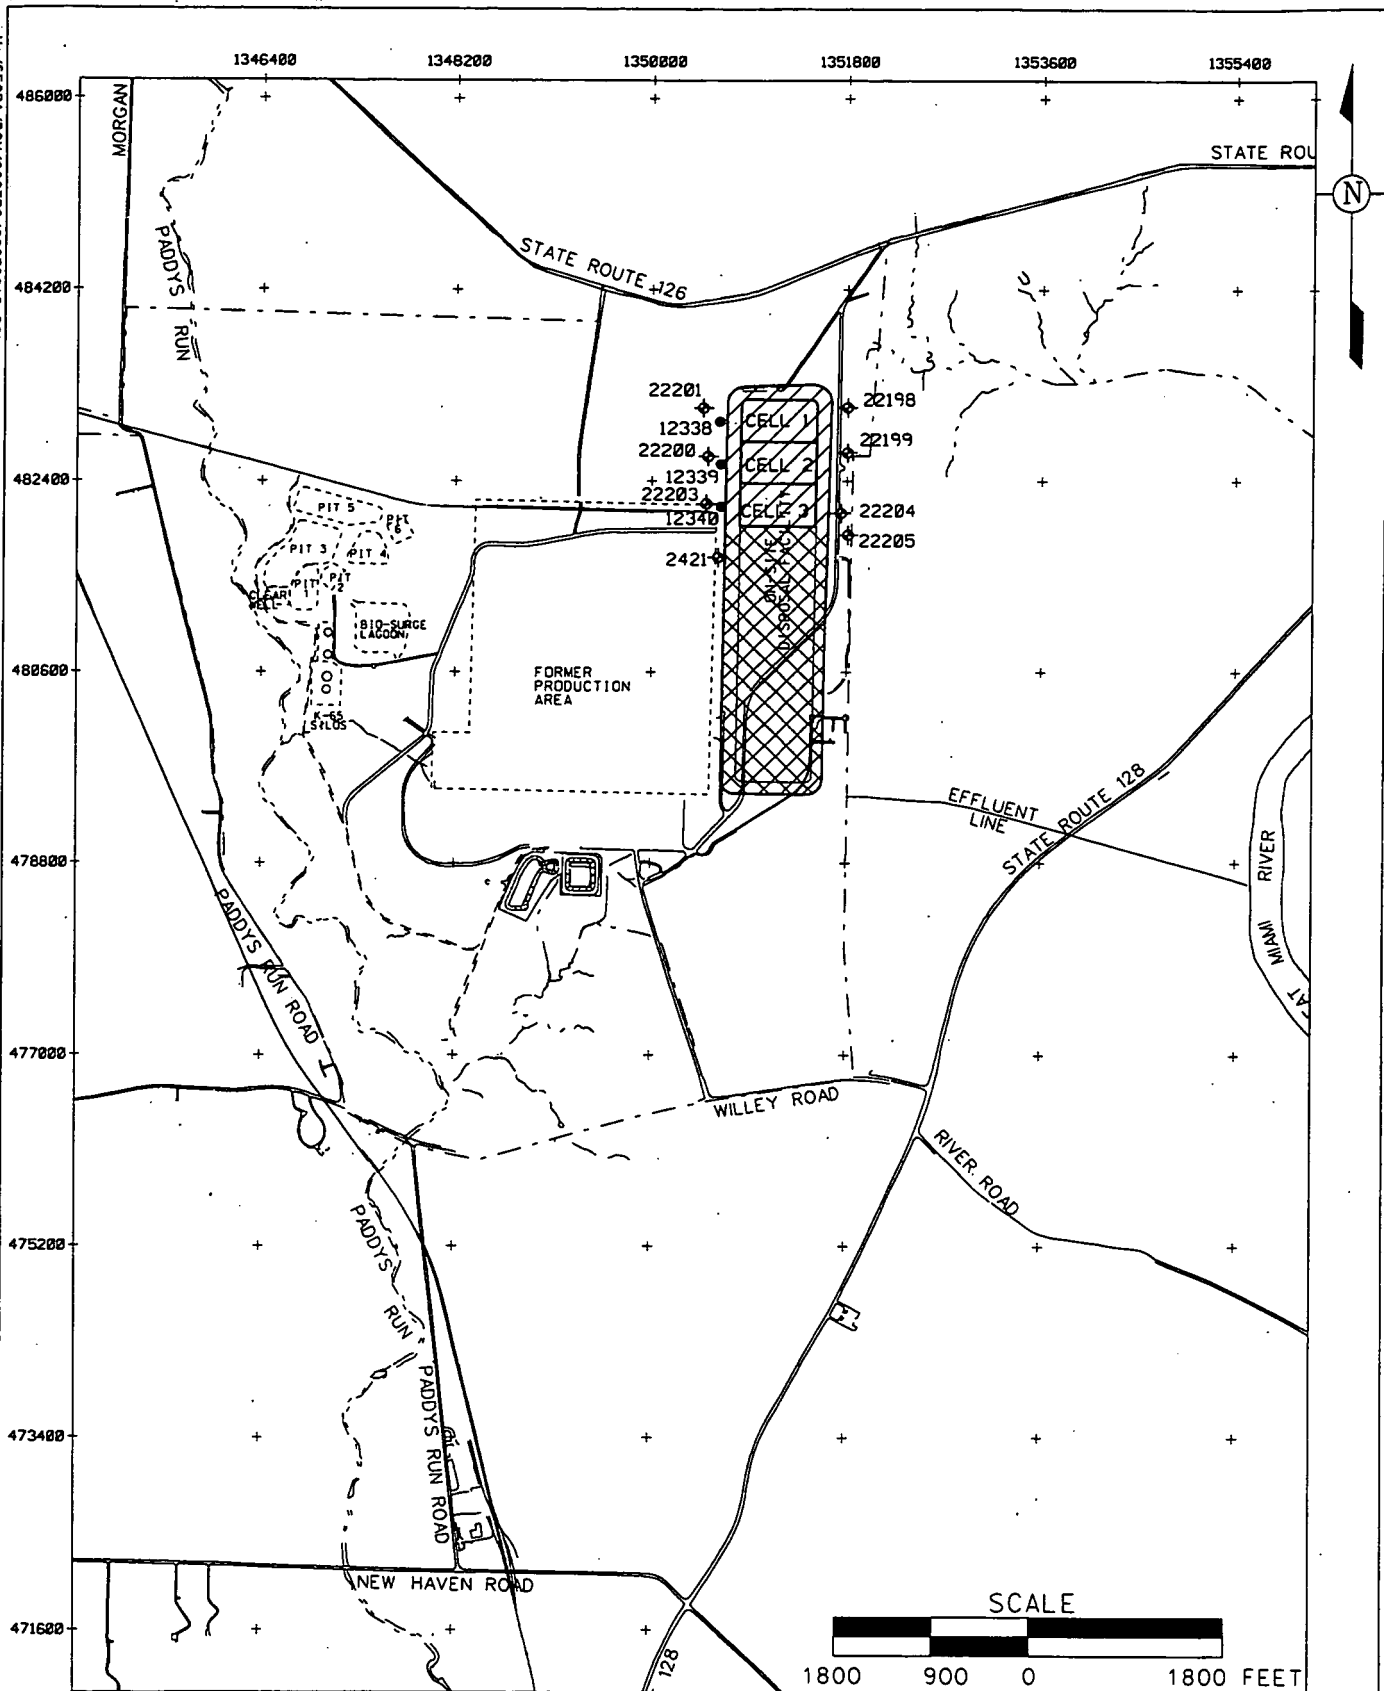 1346400 1348200 1350000 1351800 1353600 1355400
486000
MORGAN
STATE ROU
N
PADDYS RUN
STATE ROUTE 126
484200
22201
22198
12338
CELL 1
22200
22199
12339
CELL 2
482400
22203
12340
CELL 3
22204
22205
2421
ON-SITE
DISPOSAL FACILITY
PIT 5
PIT 6
PIT 3
PIT 4
PIT 1
PIT 2
CLEAR WELL
BIO-SURGE
LAGOON
480600
FORMER
PRODUCTION
AREA
K-65
SILOS
EFFLUENT
LINE
STATE ROUTE 128
478800
MIAMI RIVER
PADDYS RUN ROAD
477000
WILLEY ROAD
RIVER ROAD
PADDYS RUN
475200
PADDYS RUN ROAD
473400
NEW HAVEN ROAD
471600
128
SCALE
1800 900 0 1800 FEET